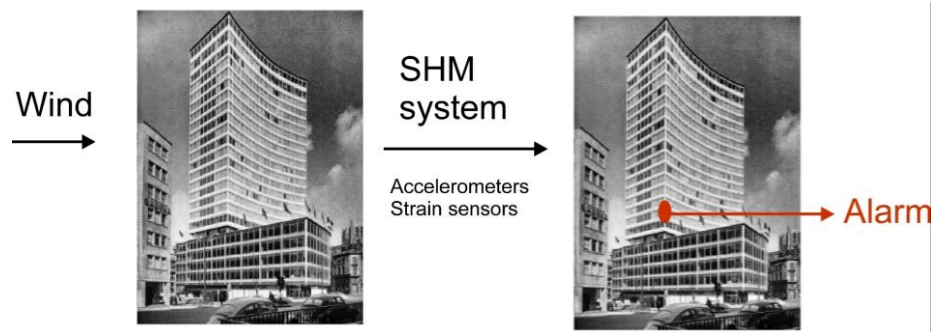 Wind
SHM
system
Accelerometers
Strain sensors
Alarm